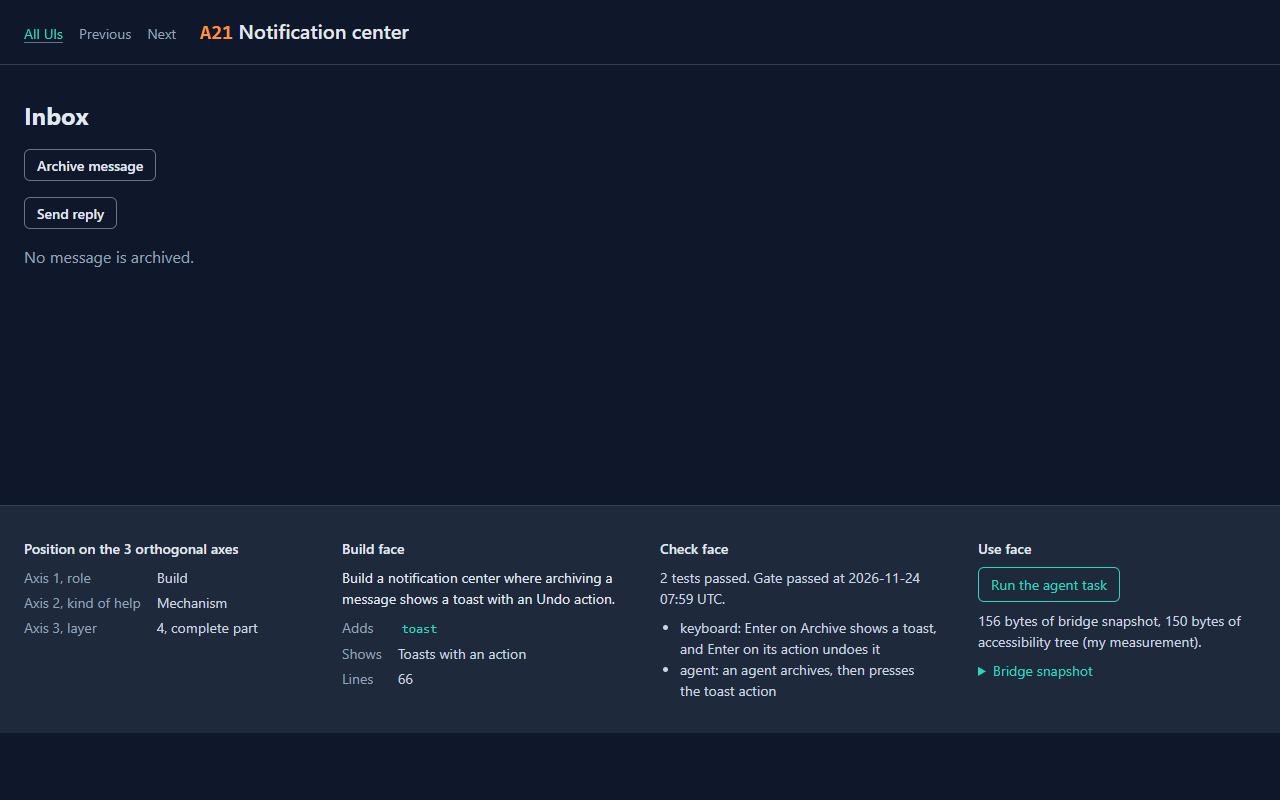 All UIs Previous Next A21 Notification center
Inbox
Archive message
Send reply
No message is archived.
Position on the 3 orthogonal axes
Axis 1, role Build
Axis 2, kind of help Mechanism
Axis 3, layer 4, complete part
Build face
Build a notification center where archiving a
message shows a toast with an Undo action.
Adds toast
Shows Toasts with an action
Lines 66
Check face
2 tests passed. Gate passed at 2026-11-24
07:59 UTC.
keyboard: Enter on Archive shows a toast,
and Enter on its action undoes it
agent: an agent archives, then presses
the toast action
Use face
Run the agent task
156 bytes of bridge snapshot, 150 bytes of
accessibility tree (my measurement).
Bridge snapshot